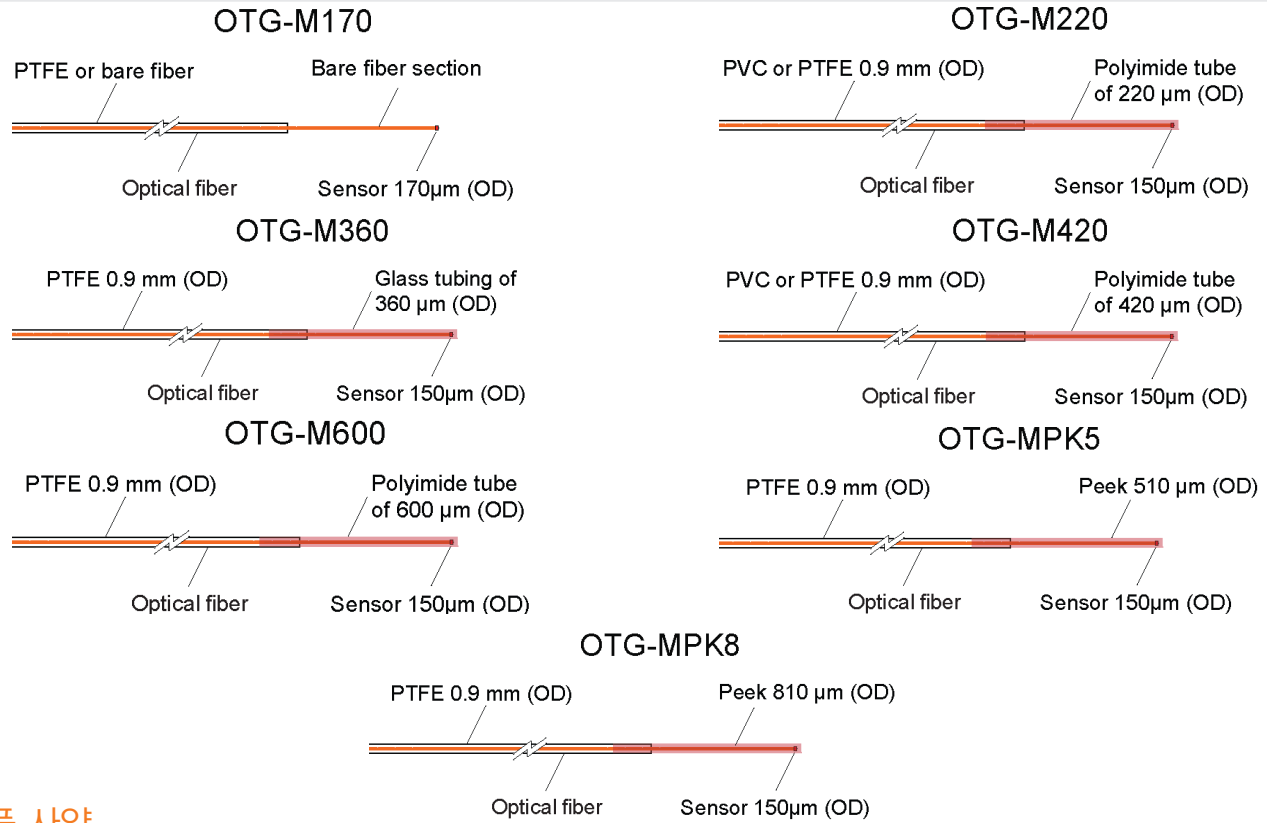 OTG-M170
PTFE or bare fiber
Bare fiber section
Optical fiber
Sensor 170µm (OD)
OTG-M220
PVC or PTFE 0.9 mm (OD)
Polyimide tube
of 220 µm (OD)
Optical fiber
Sensor 150µm (OD)
OTG-M360
PTFE 0.9 mm (OD)
Glass tubing of
360 µm (OD)
Optical fiber
Sensor 150µm (OD)
OTG-M420
PVC or PTFE 0.9 mm (OD)
Polyimide tube
of 420 µm (OD)
Optical fiber
Sensor 150µm (OD)
OTG-M600
PTFE 0.9 mm (OD)
Polyimide tube
of 600 µm (OD)
Optical fiber
Sensor 150µm (OD)
OTG-MPK5
PTFE 0.9 mm (OD)
Peek 510 µm (OD)
Optical fiber
Sensor 150µm (OD)
OTG-MPK8
PTFE 0.9 mm (OD)
Peek 810 µm (OD)
Optical fiber
Sensor 150µm (OD)